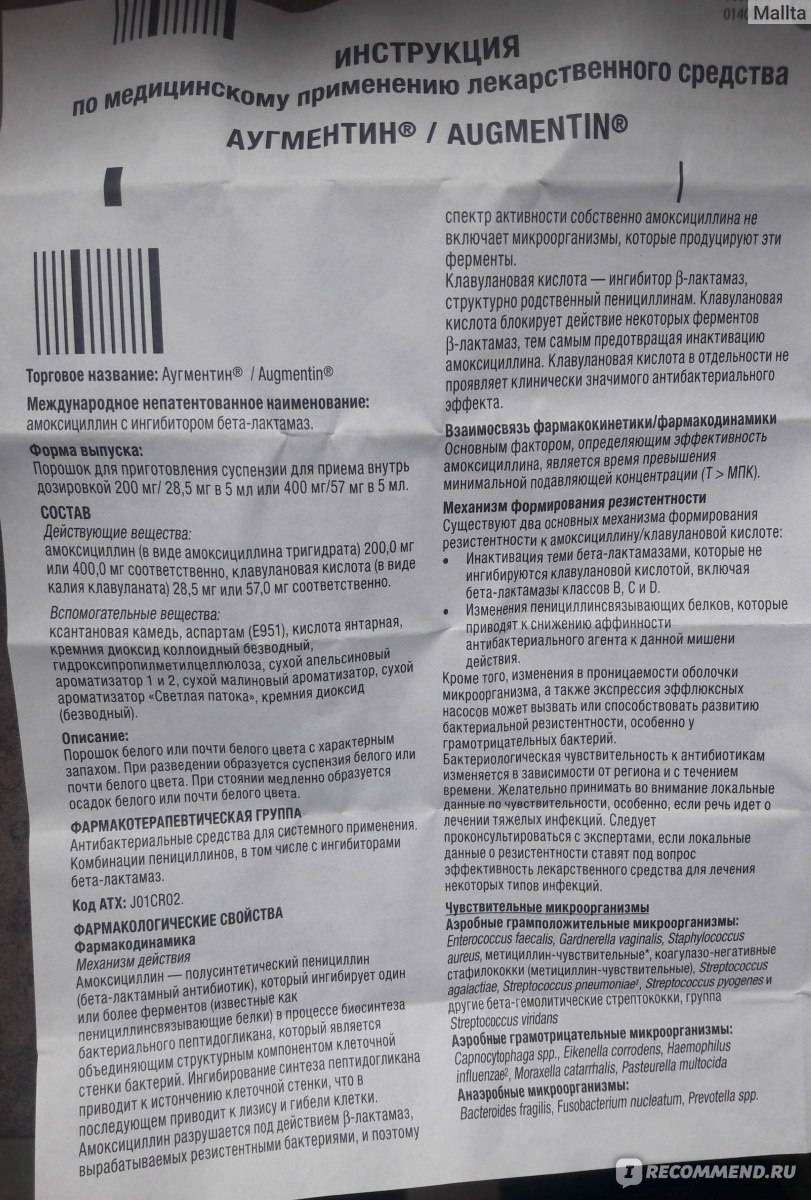 Mallta
ИНСТРУКЦИЯ
по медицинскому применению лекарственного средства
АУГМЕНТИН® / AUGMENTIN®
Торговое название: Аугментин® / Augmentin®
Международное непатентованное наименование:
амоксициллин с ингибитором бета-лактамаз.
Форма выпуска:
Порошок для приготовления суспензии для приема внутрь
дозировкой 200 мг/ 28,5 мг в 5 мл или 400 мг/57 мг в 5 мл.
СОСТАВ
Действующие вещества:
амоксициллин (в виде амоксициллина тригидрата) 200,0 мг
или 400,0 мг соответственно, клавулановая кислота (в виде
калия клавуланата) 28,5 мг или 57,0 мг соответственно.
Вспомогательные вещества:
ксантановая камедь, аспартам (E951), кислота янтарная,
кремния диоксид коллоидный безводный,
гидроксипропилметилцеллюлоза, сухой апельсиновый
ароматизатор 1 и 2, сухой малиновый ароматизатор, сухой
ароматизатор «Светлая патока», кремния диоксид
(безводный).
Описание:
Порошок белого или почти белого цвета с характерным
запахом. При разведении образуется суспензия белого или
почти белого цвета. При стоянии медленно образуется
осадок белого или почти белого цвета.
ФАРМАКОТЕРАПЕВТИЧЕСКАЯ ГРУППА
Антибактериальные средства для системного применения.
Комбинации пенициллинов, в том числе с ингибиторами
бета-лактамаз.
Код АТХ: J01CR02.
ФАРМАКОЛОГИЧЕСКИЕ СВОЙСТВА
Фармакодинамика
Механизм действия
Амоксициллин — полусинтетический пенициллин
(бета-лактамный антибиотик), который ингибирует один
или более ферментов (известные как
пенициллинсвязывающие белки) в процессе биосинтеза
бактериального пептидогликана, который является
объединяющим структурным компонентом клеточной
стенки бактерий. Ингибирование синтеза пептидогликана
приводит к истончению клеточной стенки, что в
последующем приводит к лизису и гибели клетки.
Амоксициллин разрушается под действием β-лактамаз,
вырабатываемых резистентными бактериями, и поэтому
спектр активности собственно амоксициллина не
включает микроорганизмы, которые продуцируют эти
ферменты.
Клавулановая кислота — ингибитор β-лактамаз,
структурно родственный пенициллинам. Клавулановая
кислота блокирует действие некоторых ферментов
β-лактамаз, тем самым предотвращая инактивацию
амоксициллина. Клавулановая кислота в отдельности не
проявляет клинически значимого антибактериального
эффекта.
Взаимосвязь фармакокинетики/фармакодинамики
Основным фактором, определяющим эффективность
амоксициллина, является время превышения
минимальной подавляющей концентрации (T > МПК).
Механизм формирования резистентности
Существуют два основных механизма формирования
резистентности к амоксициллину/клавулановой кислоте:
• Инактивация теми бета-лактамазами, которые не
ингибируются клавулановой кислотой, включая
бета-лактамазы классов B, C и D.
• Изменения пенициллинсвязывающих белков, которые
приводят к снижению аффинности
антибактериального агента к данной мишени
действия.
Кроме того, изменения в проницаемости оболочки
микроорганизма, а также экспрессия эффлюксных
насосов может вызвать или способствовать развитию
бактериальной резистентности, особенно у
грамотрицательных бактерий.
Бактериологическая чувствительность к антибиотикам
изменяется в зависимости от региона и с течением
времени. Желательно принимать во внимание локальные
данные по чувствительности, особенно, если речь идет о
лечении тяжелых инфекций. Следует
проконсультироваться с экспертами, если локальные
данные о резистентности ставят под вопрос
эффективность лекарственного средства для лечения
некоторых типов инфекций.
Чувствительные микроорганизмы
Аэробные грамположительные микроорганизмы:
Enterococcus faecalis, Gardnerella vaginalis, Staphylococcus
aureus, метициллин-чувствительные*, коагулазо-негативные
стафилококки (метициллин-чувствительные), Streptococcus
agalactiae, Streptococcus pneumoniae¹, Streptococcus pyogenes и
другие бета-гемолитические стрептококки, группа
Streptococcus viridans
Аэробные грамотрицательные микроорганизмы:
Capnocytophaga spp., Eikenella corrodens, Haemophilus
influenzae², Moraxella catarrhalis, Pasteurella multocida
Анаэробные микроорганизмы:
Bacteroides fragilis, Fusobacterium nucleatum, Prevotella spp.
I RECOMMEND.RU